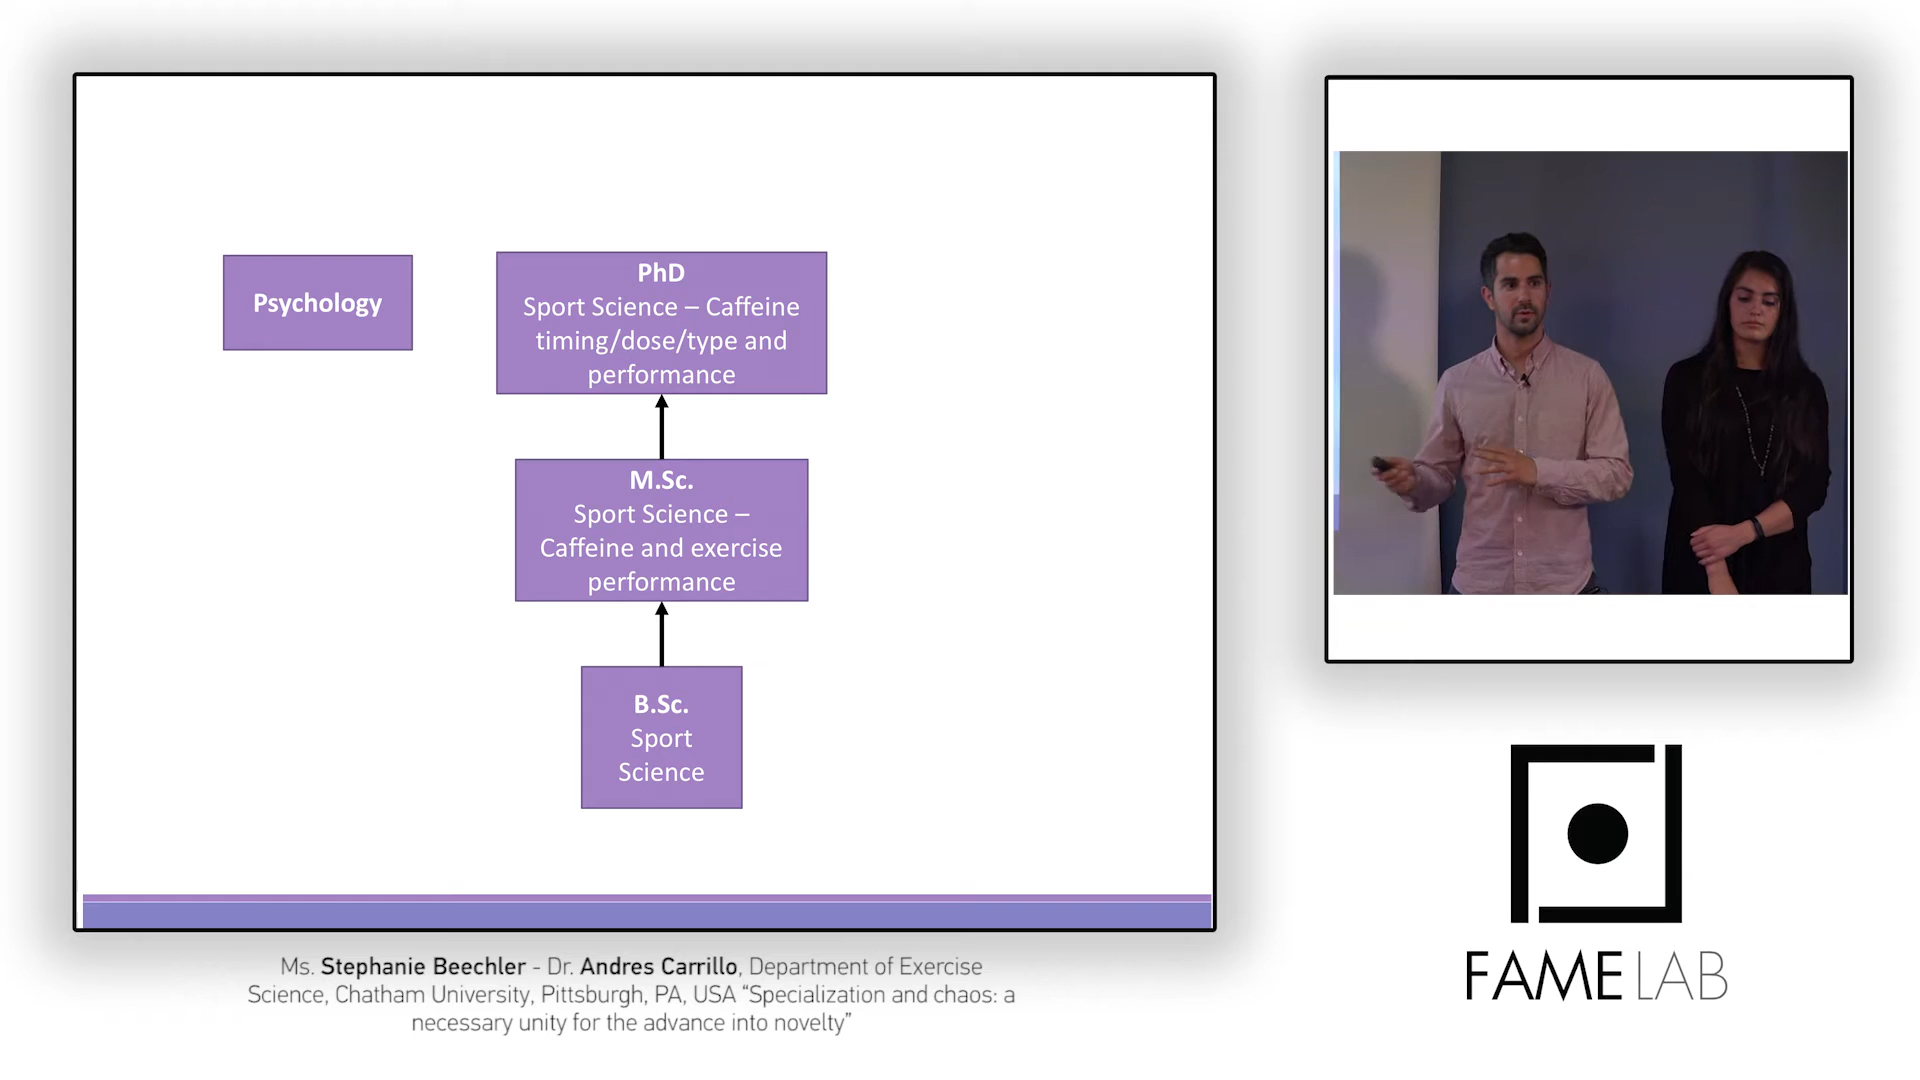 Psychology
PhD
Sport Science – Caffeine
timing/dose/type and
performance
M.Sc.
Sport Science –
Caffeine and exercise
performance
B.Sc.
Sport
Science
Ms. Stephanie Beechler - Dr. Andres Carrillo, Department of Exercise
Science, Chatham University, Pittsburgh, PA, USA “Specialization and chaos: a
necessary unity for the advance into novelty”
FAME LAB